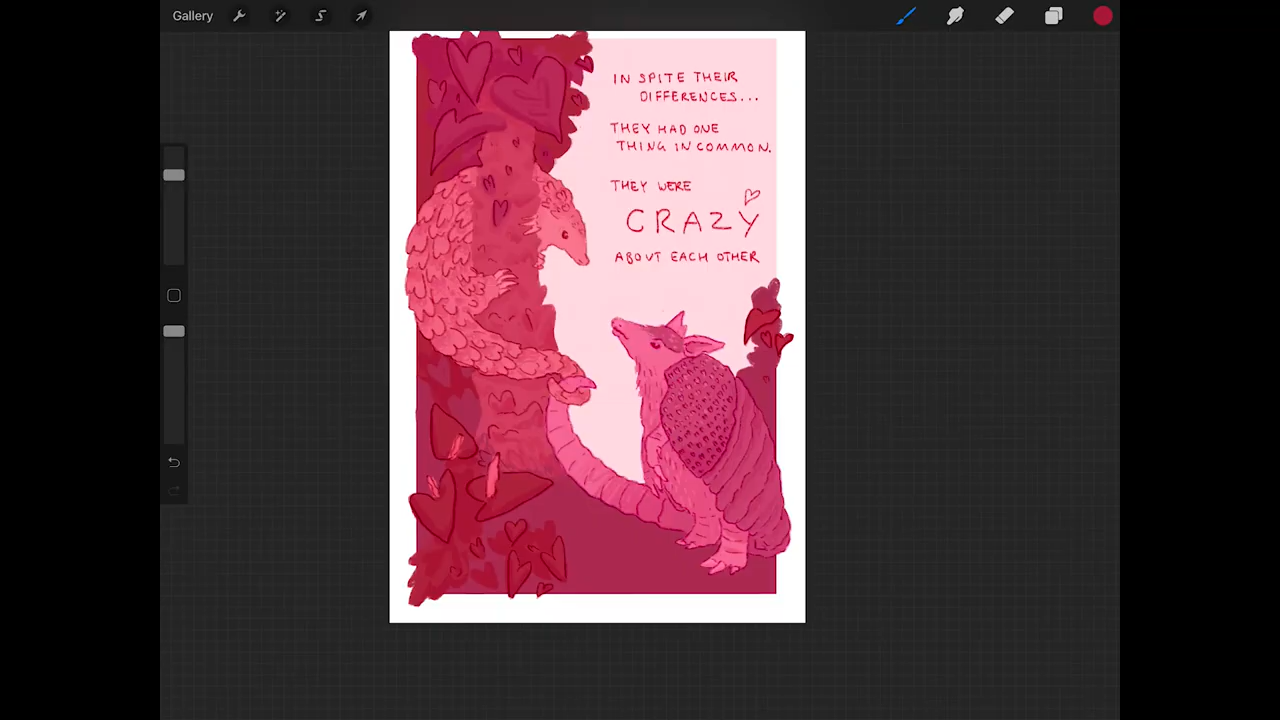 Gallery
IN SPITE THEIR
DIFFERENCES...
THEY HAD ONE
THING IN COMMON.
THEY WERE
CRAZY
ABOUT EACH OTHER